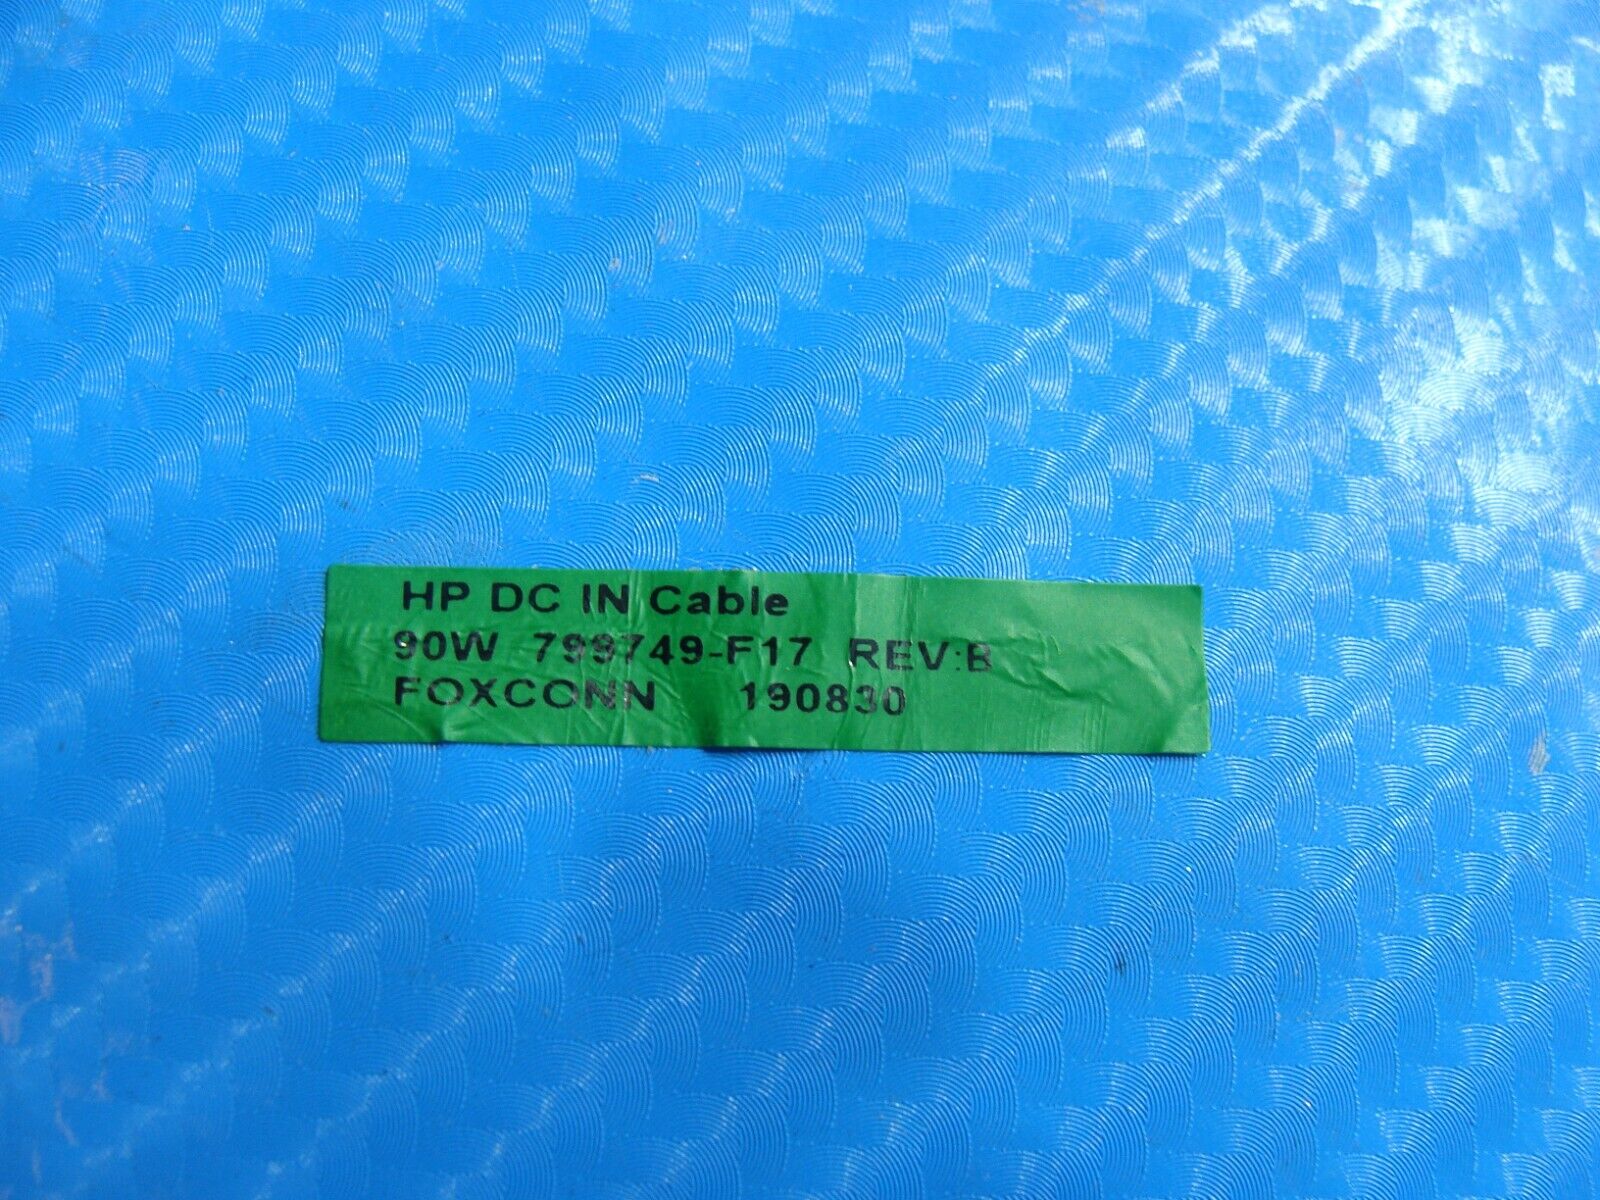 HP DC IN Cable
90W 799749-F17 REV:B
FOXCONN 190830